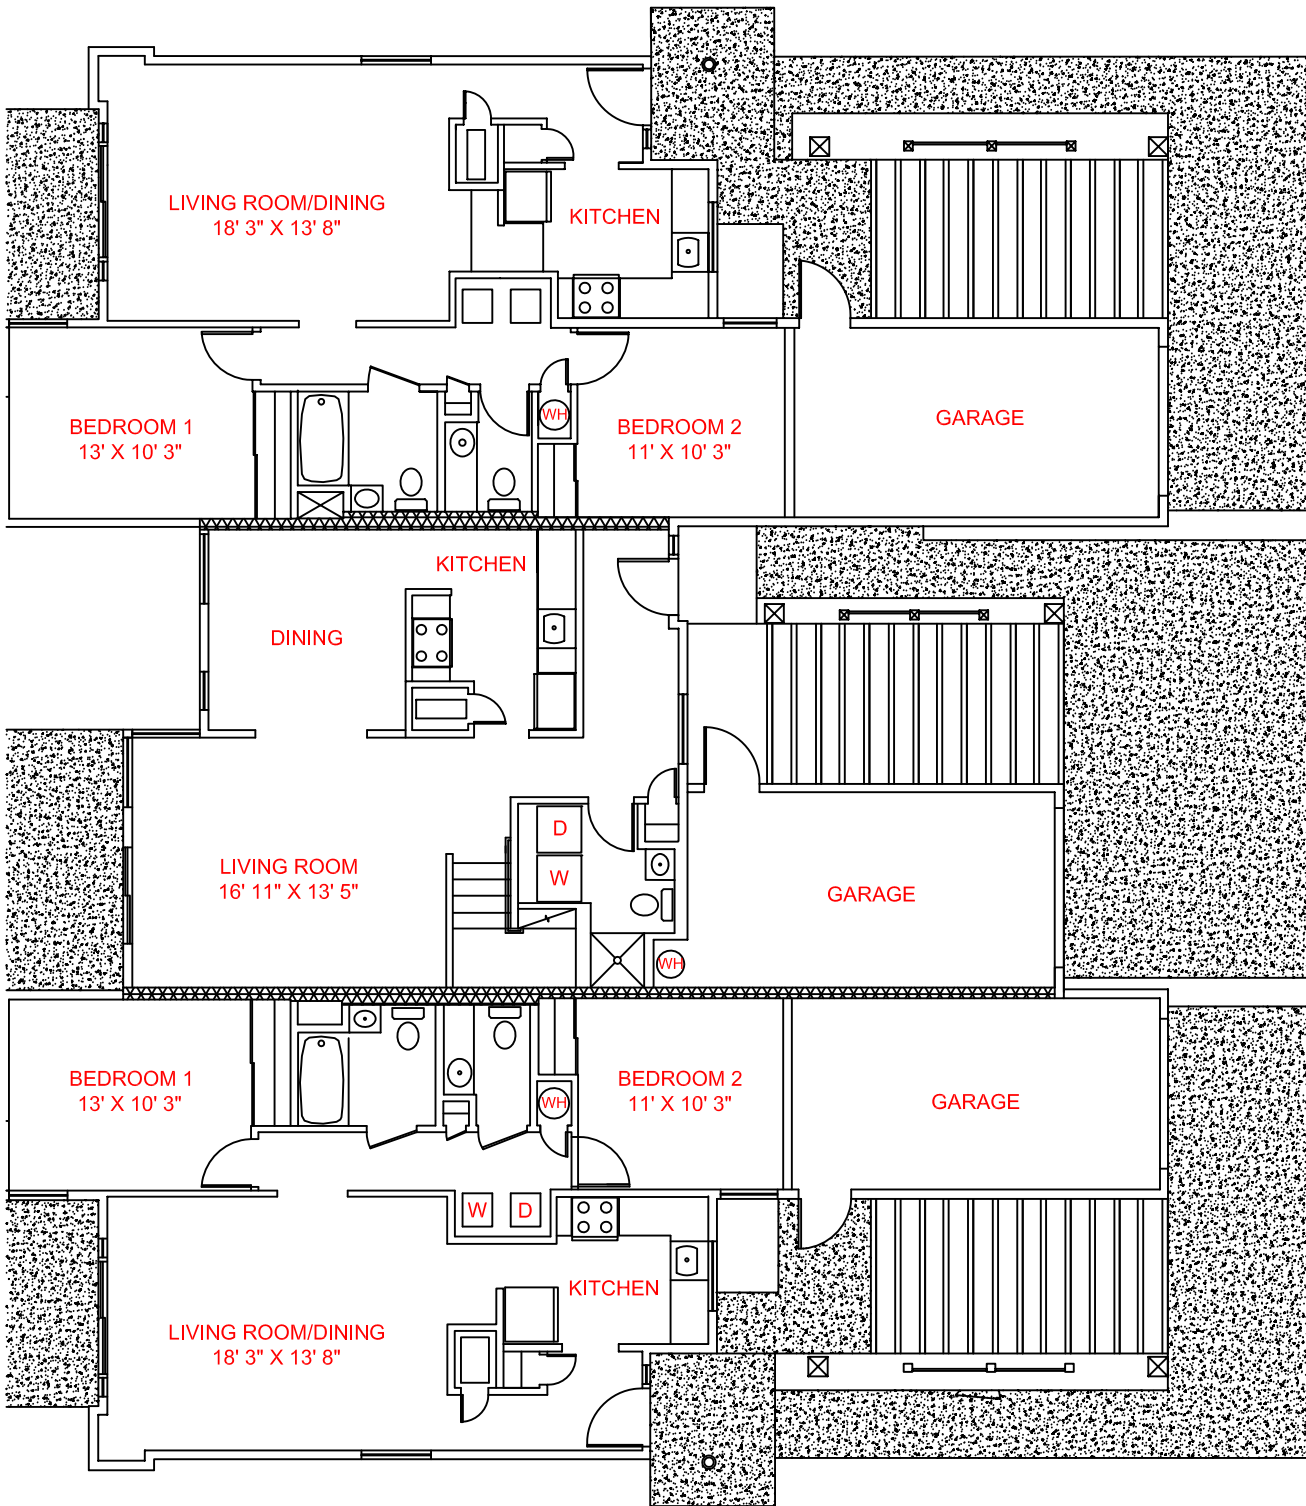 LIVING ROOM/DINING
18' 3" X 13' 8"
KITCHEN
BEDROOM 1
13' X 10' 3"
WH
BEDROOM 2
11' X 10' 3"
GARAGE
KITCHEN
DINING
D
W
LIVING ROOM
16' 11" X 13' 5"
GARAGE
WH
BEDROOM 1
13' X 10' 3"
WH
BEDROOM 2
11' X 10' 3"
GARAGE
W
D
KITCHEN
LIVING ROOM/DINING
18' 3" X 13' 8"